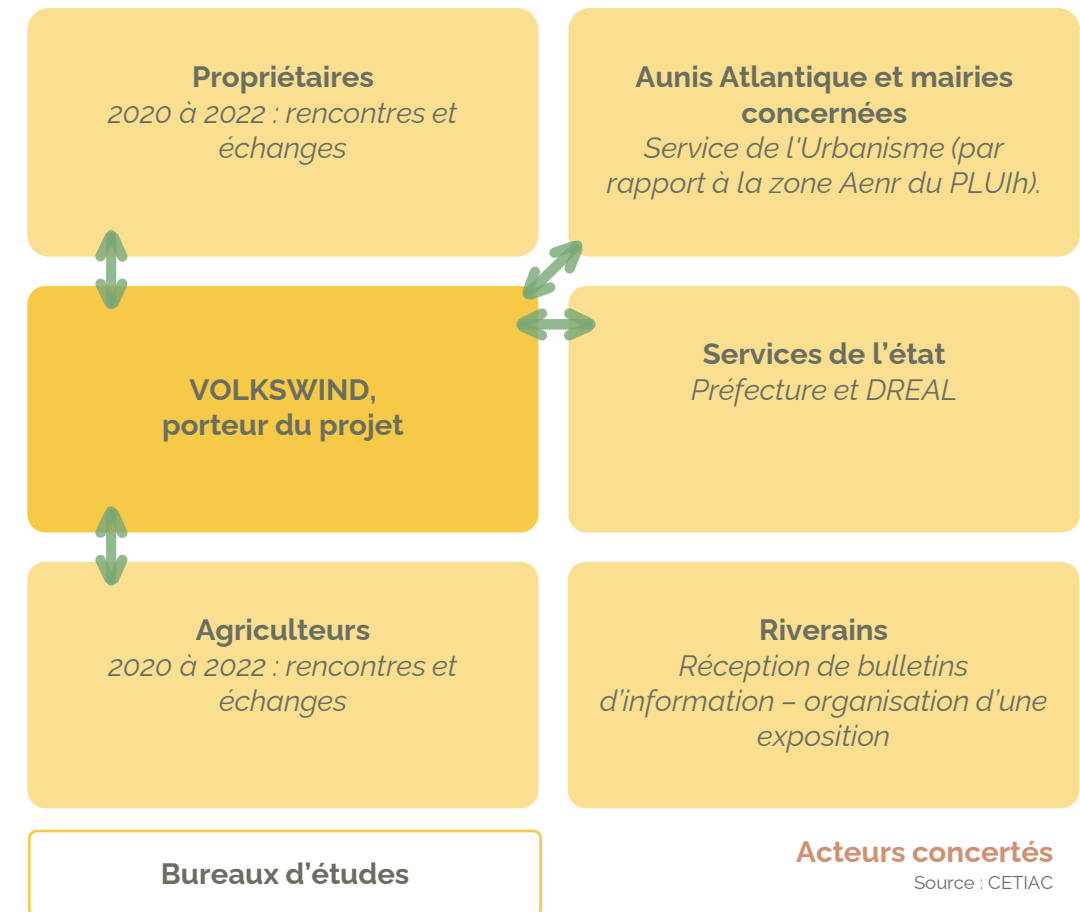 Propriétaires
2020 à 2022 : rencontres et
échanges
Aunis Atlantique et mairies
concernées
Service de l'Urbanisme (par
rapport à la zone Aenr du PLUIh).
VOLKSWIND,
porteur du projet
Services de l’état
Préfecture et DREAL
Agriculteurs
2020 à 2022 : rencontres et
échanges
Riverains
Réception de bulletins
d’information – organisation d’une
exposition
Bureaux d’études
Acteurs concertés
Source : CETIAC